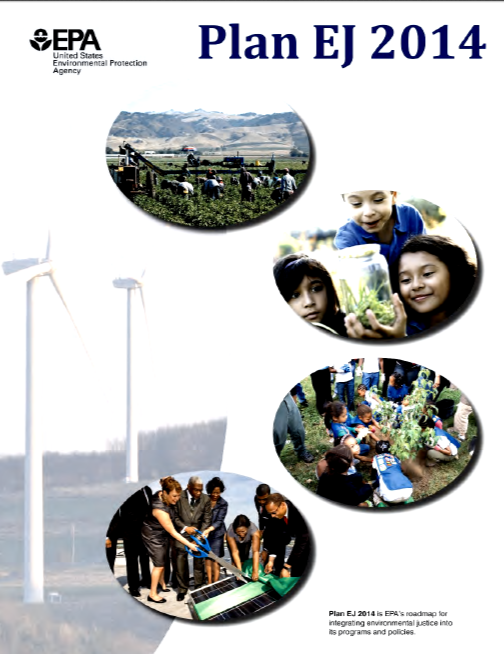 EPA
United States
Environmental Protection
Agency
Plan EJ 2014
Plan EJ 2014 is EPA's roadmap for
integrating environmental justice into
its programs and policies.